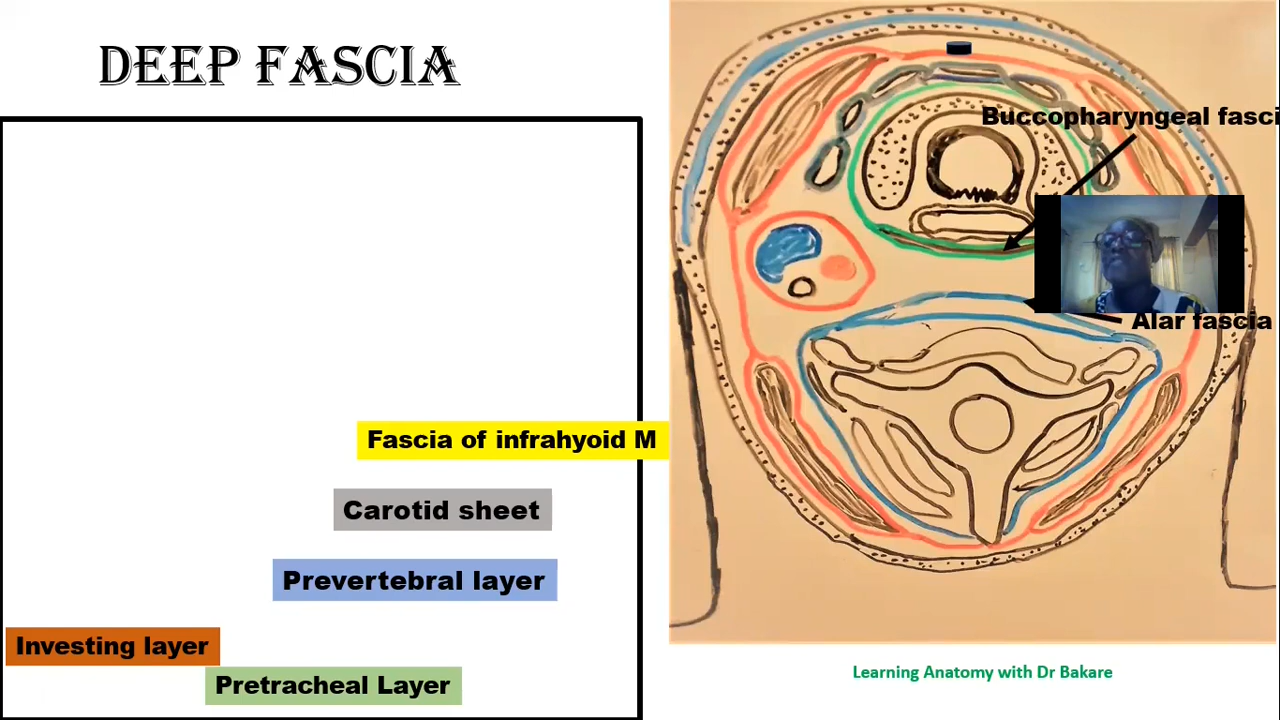 DEEP FASCIA
Buccopharyngeal fasci
Alar fascia
Fascia of infrahyoid M
Carotid sheet
Prevertebral layer
Investing layer
Pretracheal Layer
Learning Anatomy with Dr Bakare